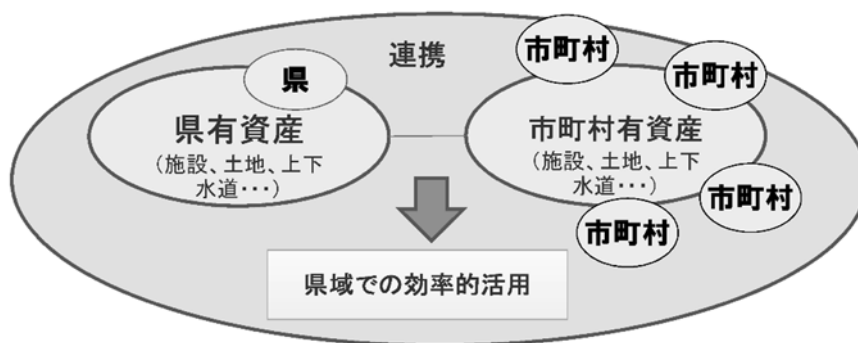 連携
県
県有資産
(施設、土地、上下
水道･･･)
市町村
市町村
市町村有資産
(施設、土地、上下
水道･･･)
市町村
市町村
県域での効率的活用